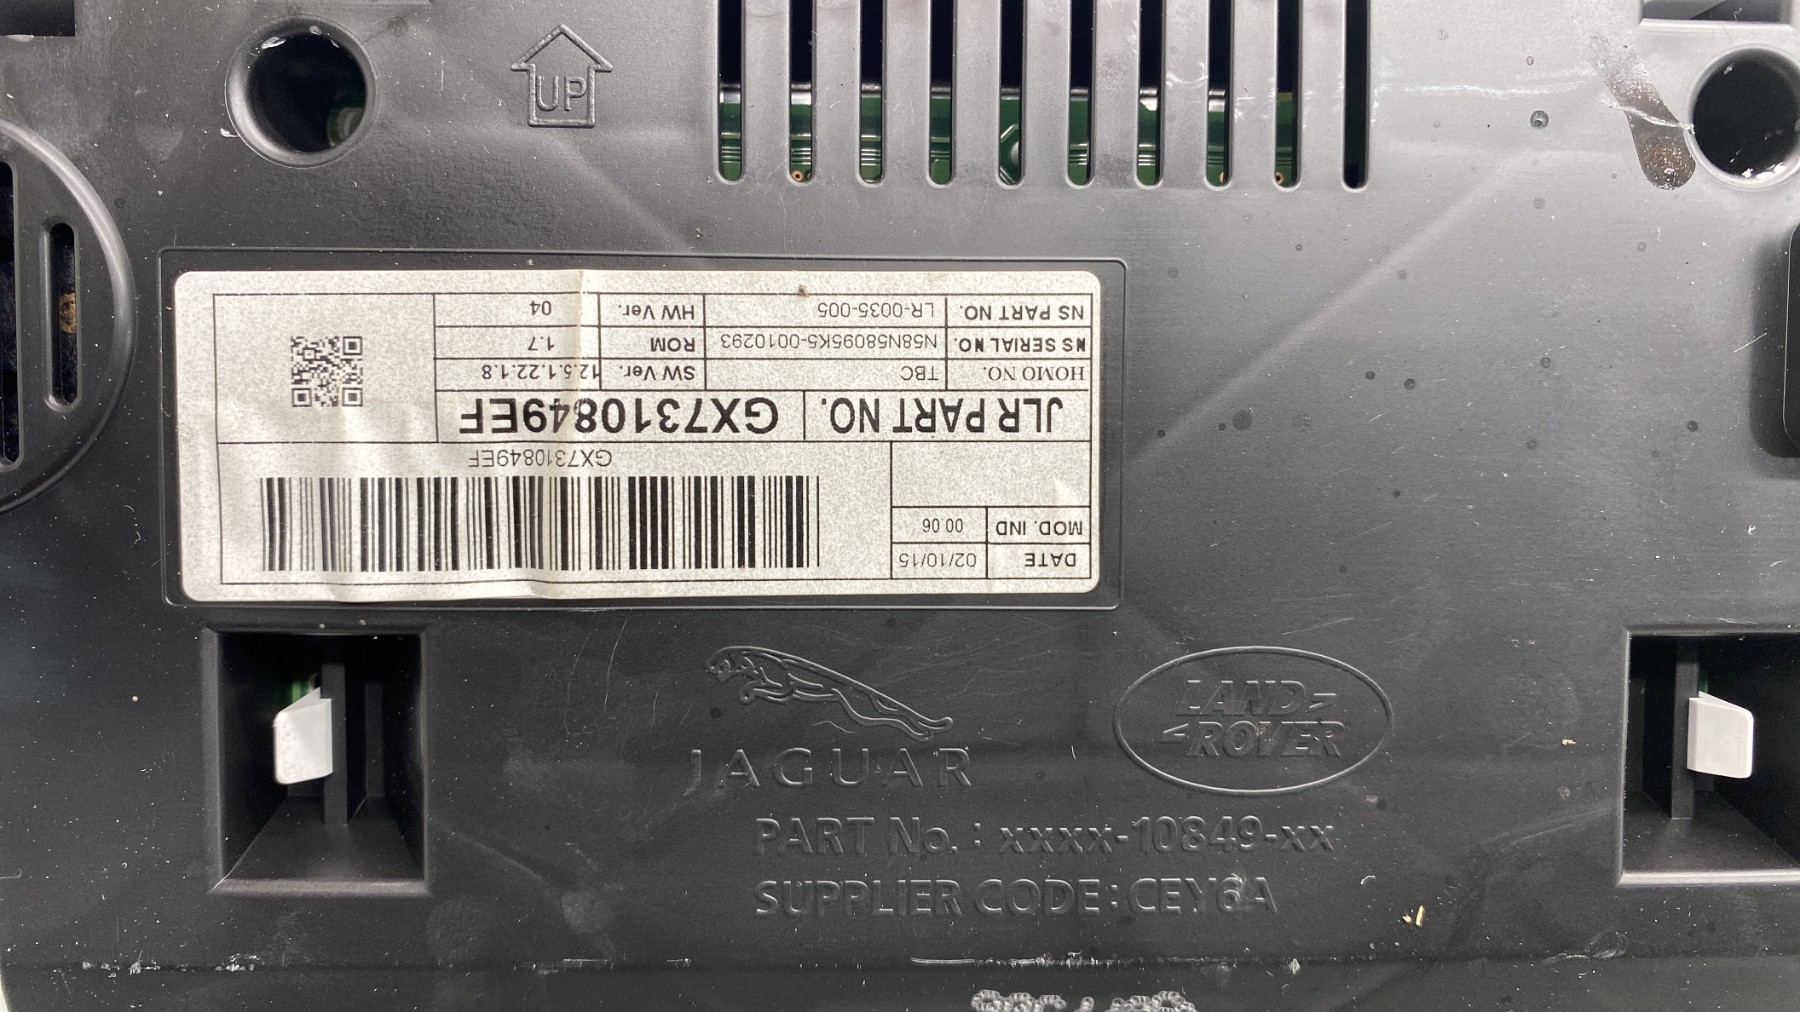 UP
DATE 02/10/15
MOD. IND 00.06
GX7310849EF
JLR PART NO. GX7310849EF
HOMO NO. TBC SW Ver. 12.5.1.22.1.8
NS SERIAL NO. N58N58095K5-0010293 ROM 1.7
NS PART NO. LR-0035-005 HW Ver. 04
JAGUAR
LAND
ROVER
PART No. : xxxx-10849-xx
SUPPLIER CODE: CEY6A